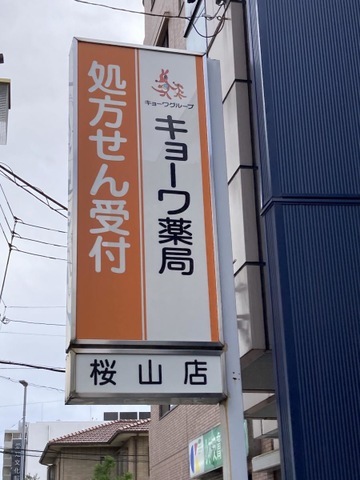 キョーワグループ
キョーワ薬局
処方せん受付
桜山店